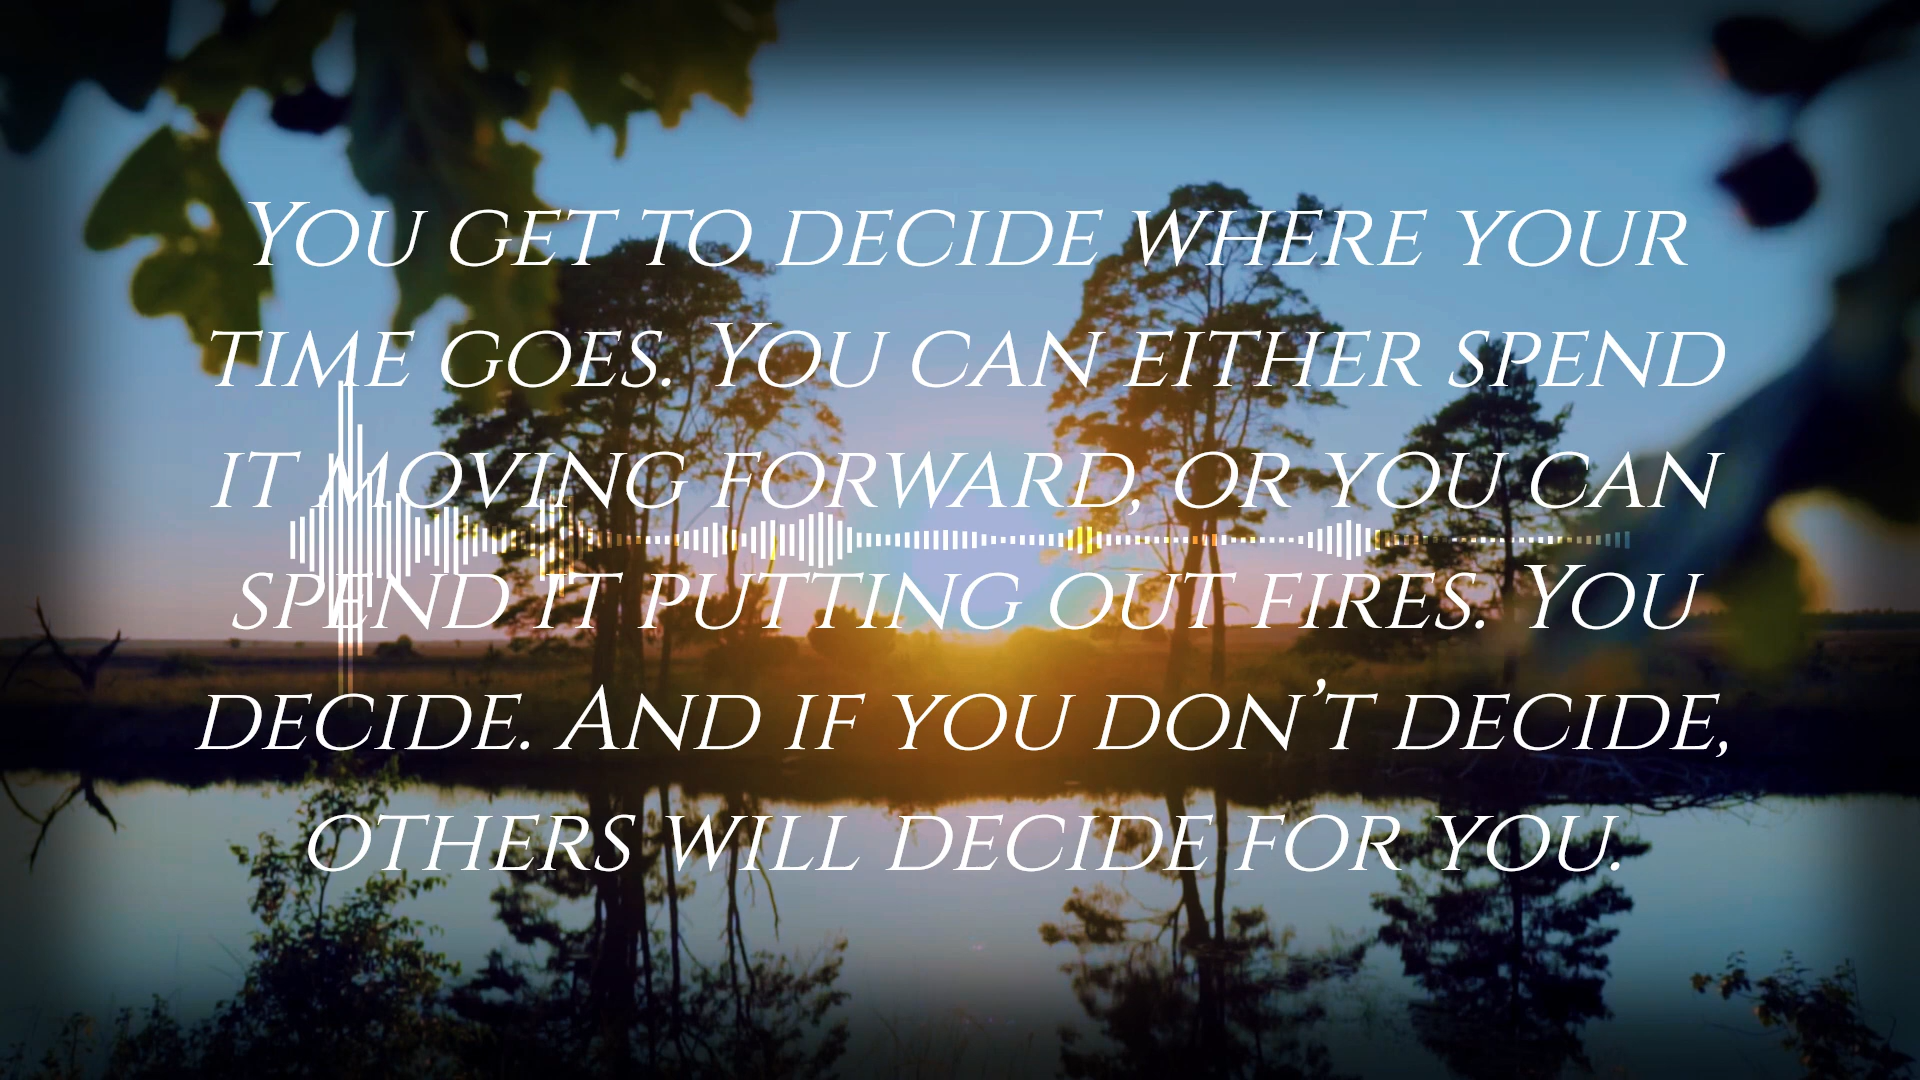 You get to decide where your
time goes. You can either spend
it moving forward, or you can
spend it putting out fires. You
decide. And if you don't decide,
others will decide for you.